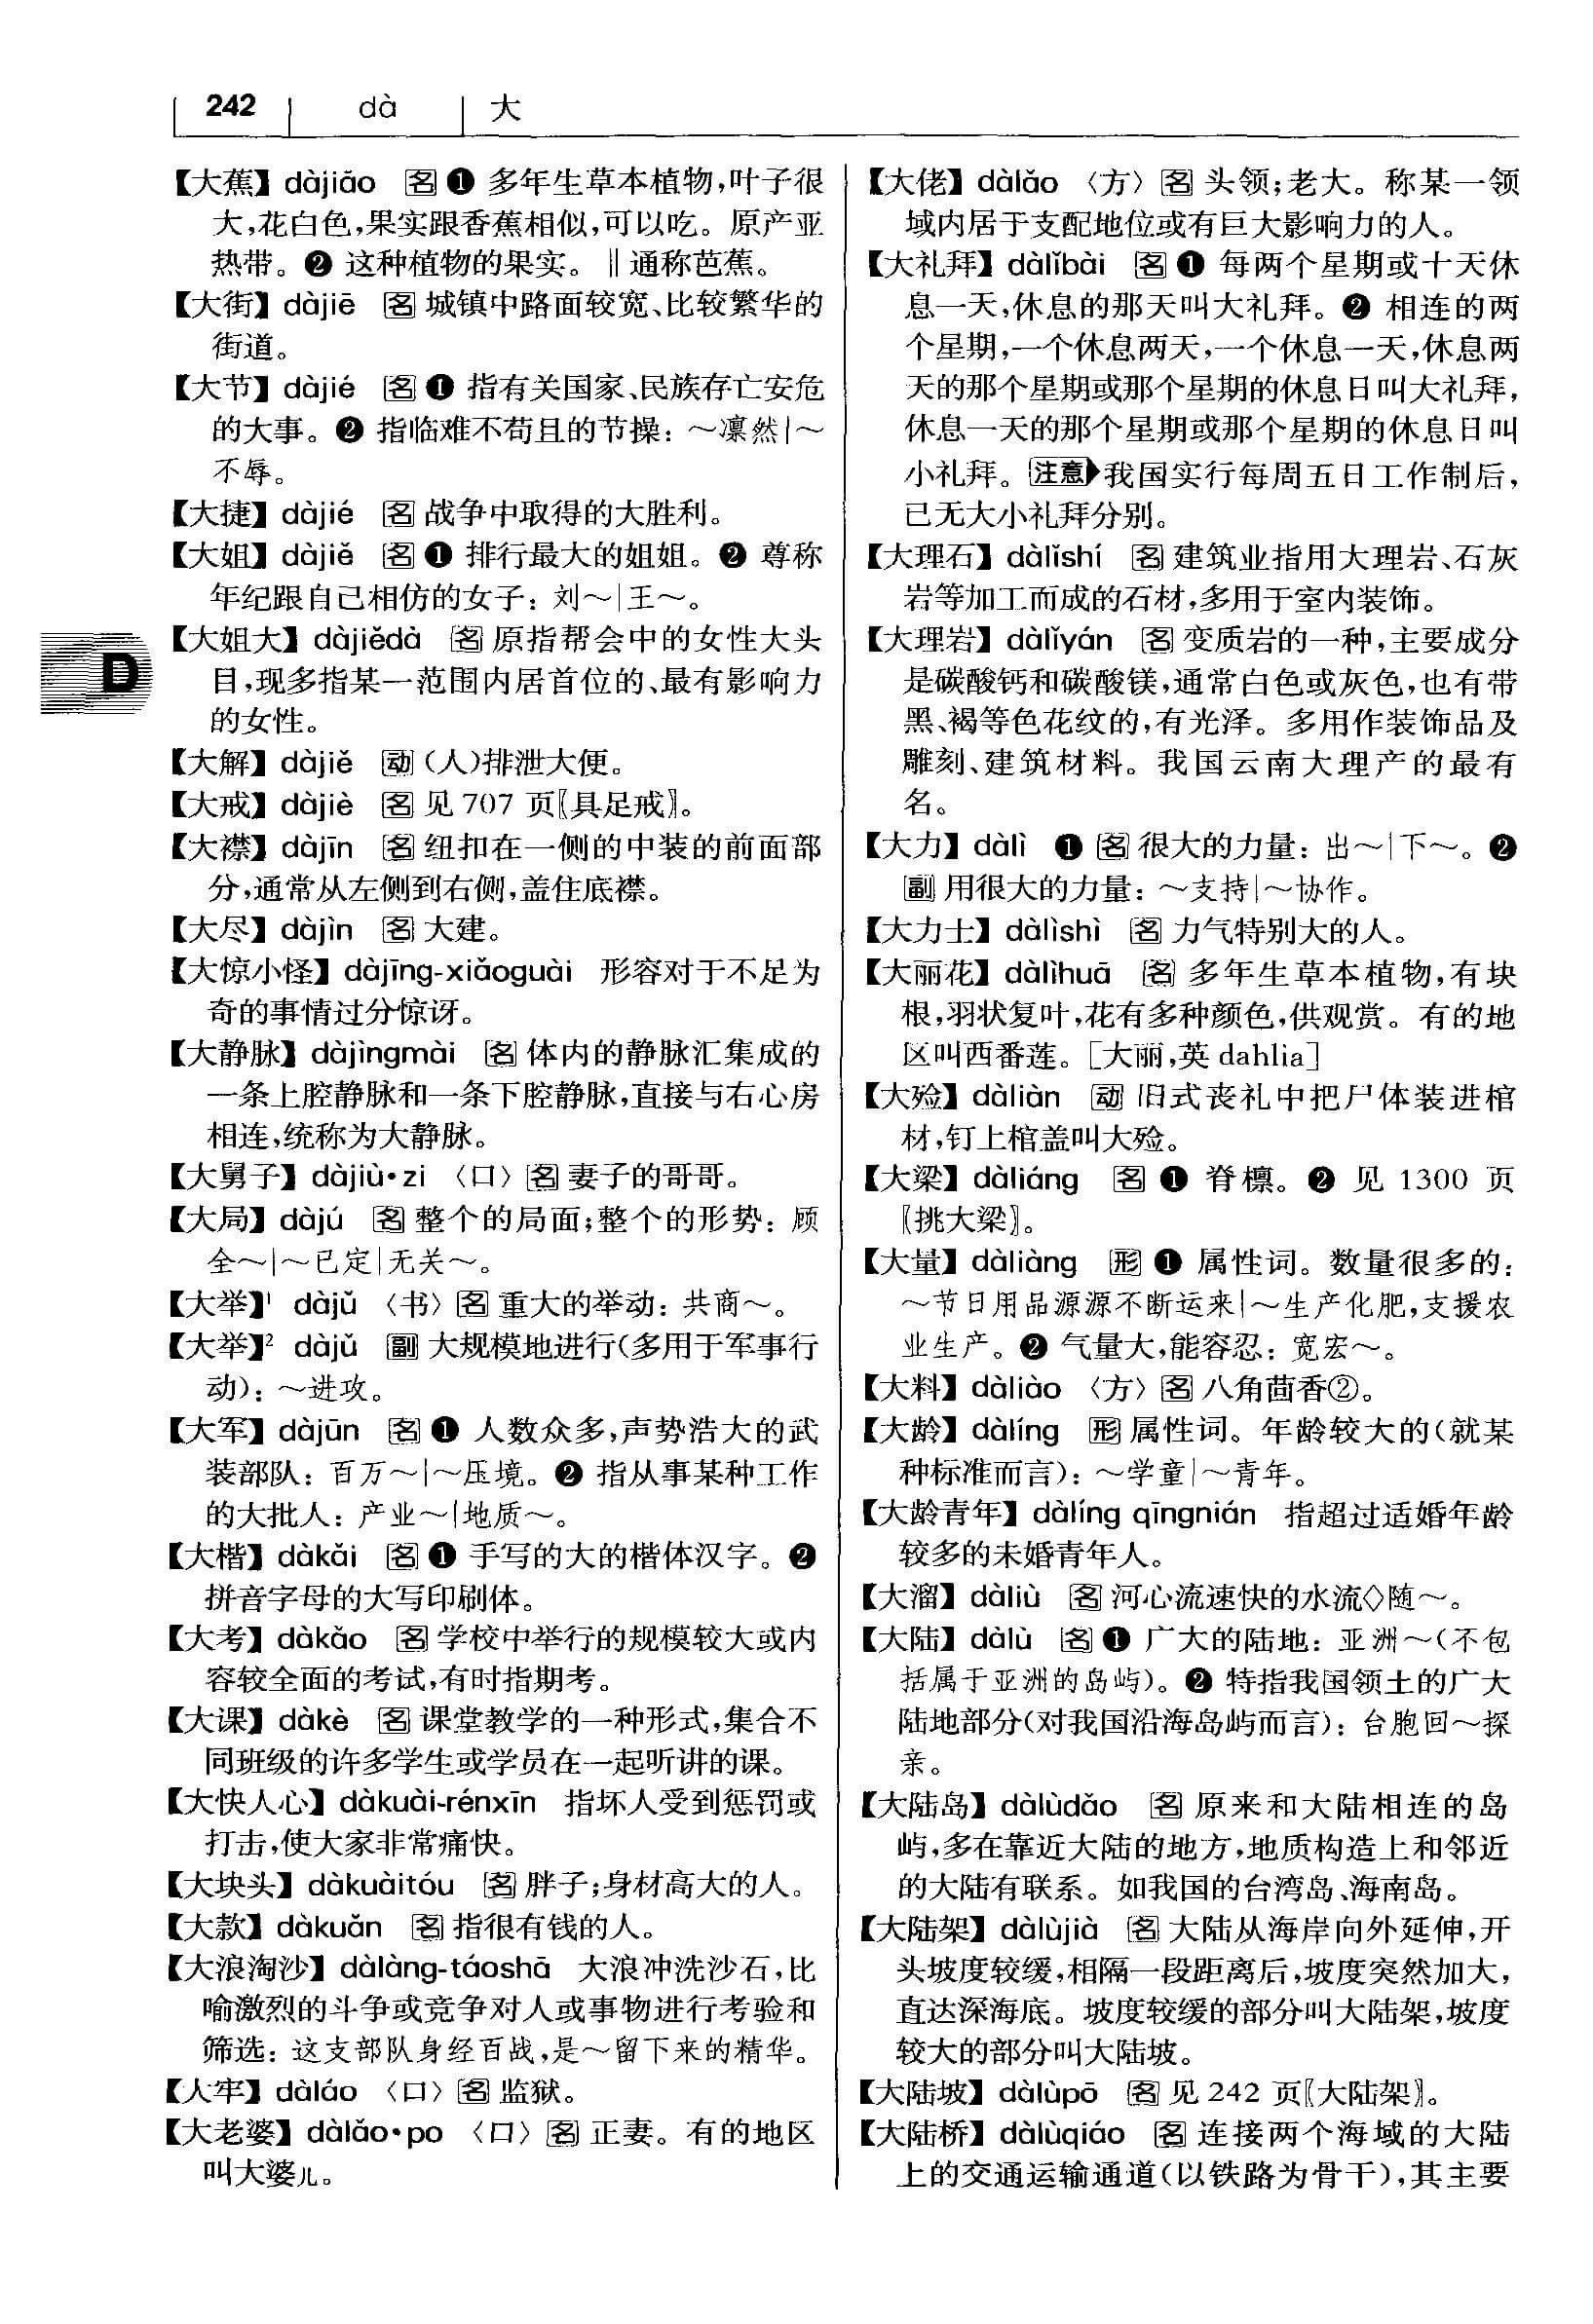 242 dà 大
【大蕉】dàjiāo 名 ❶ 多年生草本植物,叶子很
大,花白色,果实跟香蕉相似,可以吃。原产亚
热带。❷ 这种植物的果实。‖通称芭蕉。
【大街】dàjiē 名 城镇中路面较宽、比较繁华的
街道。
【大节】dàjié 名 ❶ 指有关国家、民族存亡安危
的大事。❷ 指临难不苟且的节操：～凛然|～
不辱。
【大捷】dàjié 名 战争中取得的大胜利。
【大姐】dàjiě 名 ❶ 排行最大的姐姐。❷ 尊称
年纪跟自己相仿的女子：刘～|王～。
【大姐大】dàjiědà 名 原指帮会中的女性大头
目,现多指某一范围内居首位的、最有影响力
的女性。
【大解】dàjiě 动 (人)排泄大便。
【大戒】dàjiè 名 见 707 页〖具足戒〗。
【大襟】dàjīn 名 纽扣在一侧的中装的前面部
分,通常从左侧到右侧,盖住底襟。
【大尽】dàjìn 名 大建。
【大惊小怪】dàjīng-xiǎoguài 形容对于不足为
奇的事情过分惊讶。
【大静脉】dàjìngmài 名 体内的静脉汇集成的
一条上腔静脉和一条下腔静脉,直接与右心房
相连,统称为大静脉。
【大舅子】dàjiù•zi 〈口〉名 妻子的哥哥。
【大局】dàjú 名 整个的局面;整个的形势：顾
全～|～已定|无关～。
【大举】¹ dàjǔ 〈书〉名 重大的举动：共商～。
【大举】² dàjǔ 副 大规模地进行(多用于军事行
动)：～进攻。
【大军】dàjūn 名 ❶ 人数众多,声势浩大的武
装部队：百万～|～压境。❷ 指从事某种工作
的大批人：产业～|地质～。
【大楷】dàkǎi 名 ❶ 手写的大的楷体汉字。❷
拼音字母的大写印刷体。
【大考】dàkǎo 名 学校中举行的规模较大或内
容较全面的考试,有时指期考。
【大课】dàkè 名 课堂教学的一种形式,集合不
同班级的许多学生或学员在一起听讲的课。
【大快人心】dàkuài-rénxīn 指坏人受到惩罚或
打击,使大家非常痛快。
【大块头】dàkuàitóu 名 胖子;身材高大的人。
【大款】dàkuǎn 名 指很有钱的人。
【大浪淘沙】dàlàng-táoshā 大浪冲洗沙石,比
喻激烈的斗争或竞争对人或事物进行考验和
筛选：这支部队身经百战,是～留下来的精华。
【大牢】dàláo 〈口〉名 监狱。
【大老婆】dàlǎo•po 〈口〉名 正妻。有的地区
叫大婆儿。
D
【大佬】dàlǎo 〈方〉名 头领;老大。称某一领
域内居于支配地位或有巨大影响力的人。
【大礼拜】dàlǐbài 名 ❶ 每两个星期或十天休
息一天,休息的那天叫大礼拜。❷ 相连的两
个星期,一个休息两天,一个休息一天,休息两
天的那个星期或那个星期的休息日叫大礼拜,
休息一天的那个星期或那个星期的休息日叫
小礼拜。注意▶我国实行每周五日工作制后,
已无大小礼拜分别。
【大理石】dàlǐshí 名 建筑业指用大理岩、石灰
岩等加工而成的石材,多用于室内装饰。
【大理岩】dàlǐyán 名 变质岩的一种,主要成分
是碳酸钙和碳酸镁,通常白色或灰色,也有带
黑、褐等色花纹的,有光泽。多用作装饰品及
雕刻、建筑材料。我国云南大理产的最有
名。
【大力】dàlì ❶ 名 很大的力量：出～|下～。❷
副 用很大的力量：～支持|～协作。
【大力士】dàlìshì 名 力气特别大的人。
【大丽花】dàlìhuā 名 多年生草本植物,有块
根,羽状复叶,花有多种颜色,供观赏。有的地
区叫西番莲。[大丽,英 dahlia]
【大殓】dàliàn 动 旧式丧礼中把尸体装进棺
材,钉上棺盖叫大殓。
【大梁】dàliáng 名 ❶ 脊檩。❷ 见 1300 页
〖挑大梁〗。
【大量】dàliàng 形 ❶ 属性词。数量很多的：
～节日用品源源不断运来|～生产化肥,支援农
业生产。❷ 气量大,能容忍：宽宏～。
【大料】dàliào 〈方〉名 八角茴香②。
【大龄】dàlíng 形 属性词。年龄较大的(就某
种标准而言)：～学童|～青年。
【大龄青年】dàlíng qīngnián 指超过适婚年龄
较多的未婚青年人。
【大溜】dàliù 名 河心流速快的水流◇随～。
【大陆】dàlù 名 ❶ 广大的陆地：亚洲～(不包
括属于亚洲的岛屿)。❷ 特指我国领土的广大
陆地部分(对我国沿海岛屿而言)：台胞回～探
亲。
【大陆岛】dàlùdǎo 名 原来和大陆相连的岛
屿,多在靠近大陆的地方,地质构造上和邻近
的大陆有联系。如我国的台湾岛、海南岛。
【大陆架】dàlùjià 名 大陆从海岸向外延伸,开
头坡度较缓,相隔一段距离后,坡度突然加大,
直达深海底。坡度较缓的部分叫大陆架,坡度
较大的部分叫大陆坡。
【大陆坡】dàlùpō 名 见 242 页〖大陆架〗。
【大陆桥】dàlùqiáo 名 连接两个海域的大陆
上的交通运输通道(以铁路为骨干),其主要